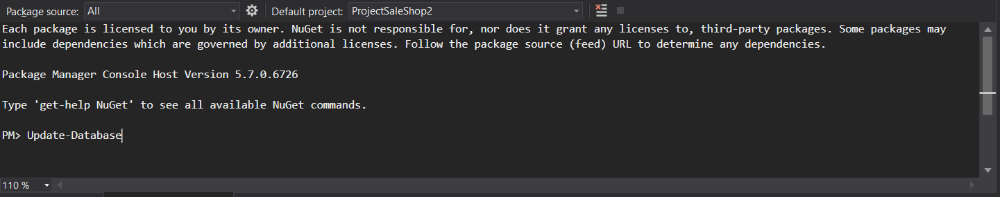 Package source: All Default project: ProjectSaleShop2
Each package is licensed to you by its owner. NuGet is not responsible for, nor does it grant any licenses to, third-party packages. Some packages may
include dependencies which are governed by additional licenses. Follow the package source (feed) URL to determine any dependencies.
Package Manager Console Host Version 5.7.0.6726
Type 'get-help NuGet' to see all available NuGet commands.
PM> Update-Database
110 %